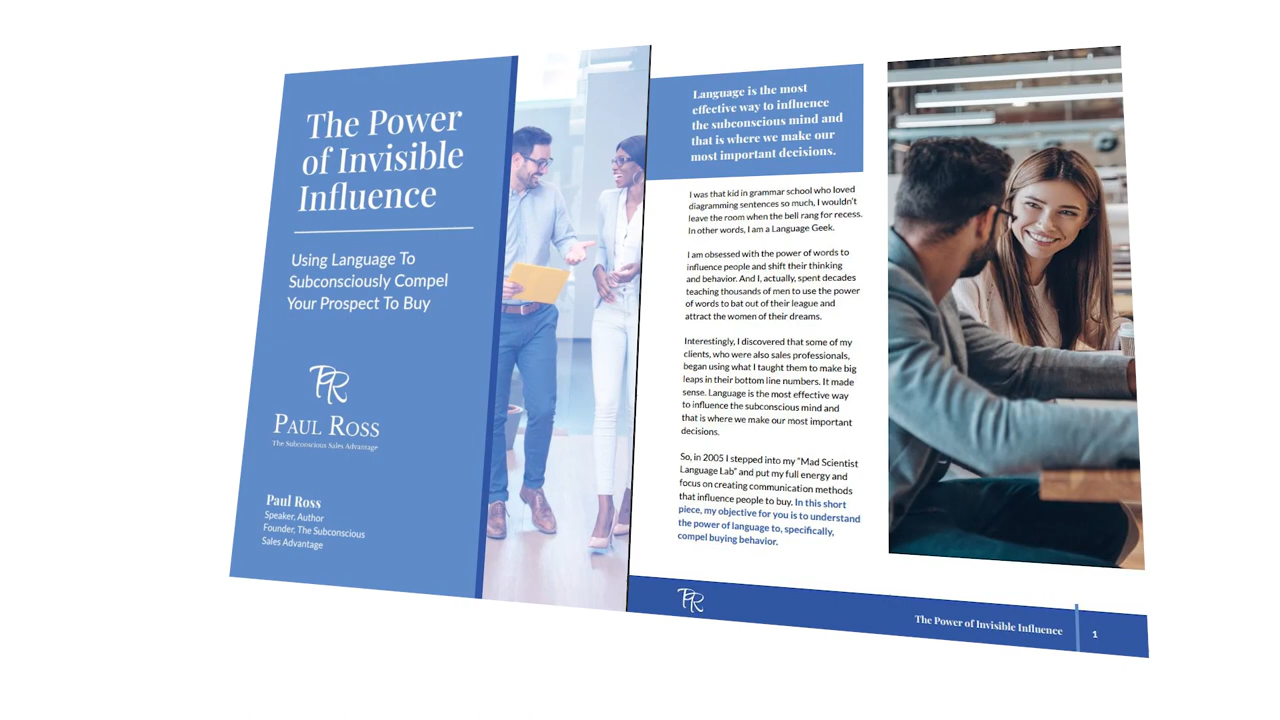 The Power
of Invisible
Influence
Using Language To
Subconsciously Compel
Your Prospect To Buy
PR
PAUL ROSS
The Subconscious Sales Advantage
Paul Ross
Speaker, Author
Founder, The Subconscious
Sales Advantage
Language is the most
effective way to influence
the subconscious mind and
that is where we make our
most important decisions.
I was that kid in grammar school who loved
diagramming sentences so much, I wouldn't
leave the room when the bell rang for recess.
In other words, I am a Language Geek.
I am obsessed with the power of words to
influence people and shift their thinking
and behavior. And I, actually, spent decades
teaching thousands of men to use the power
of words to bat out of their league and
attract the women of their dreams.
Interestingly, I discovered that some of my
clients, who were also sales professionals,
began using what I taught them to make big
leaps in their bottom line numbers. It made
sense. Language is the most effective way
to influence the subconscious mind and
that is where we make our most important
decisions.
So, in 2005 I stepped into my "Mad Scientist
Language Lab" and put my full energy and
focus on creating communication methods
that influence people to buy. In this short
piece, my objective for you is to understand
the power of language to, specifically,
compel buying behavior.
PR
The Power of Invisible Influence
1